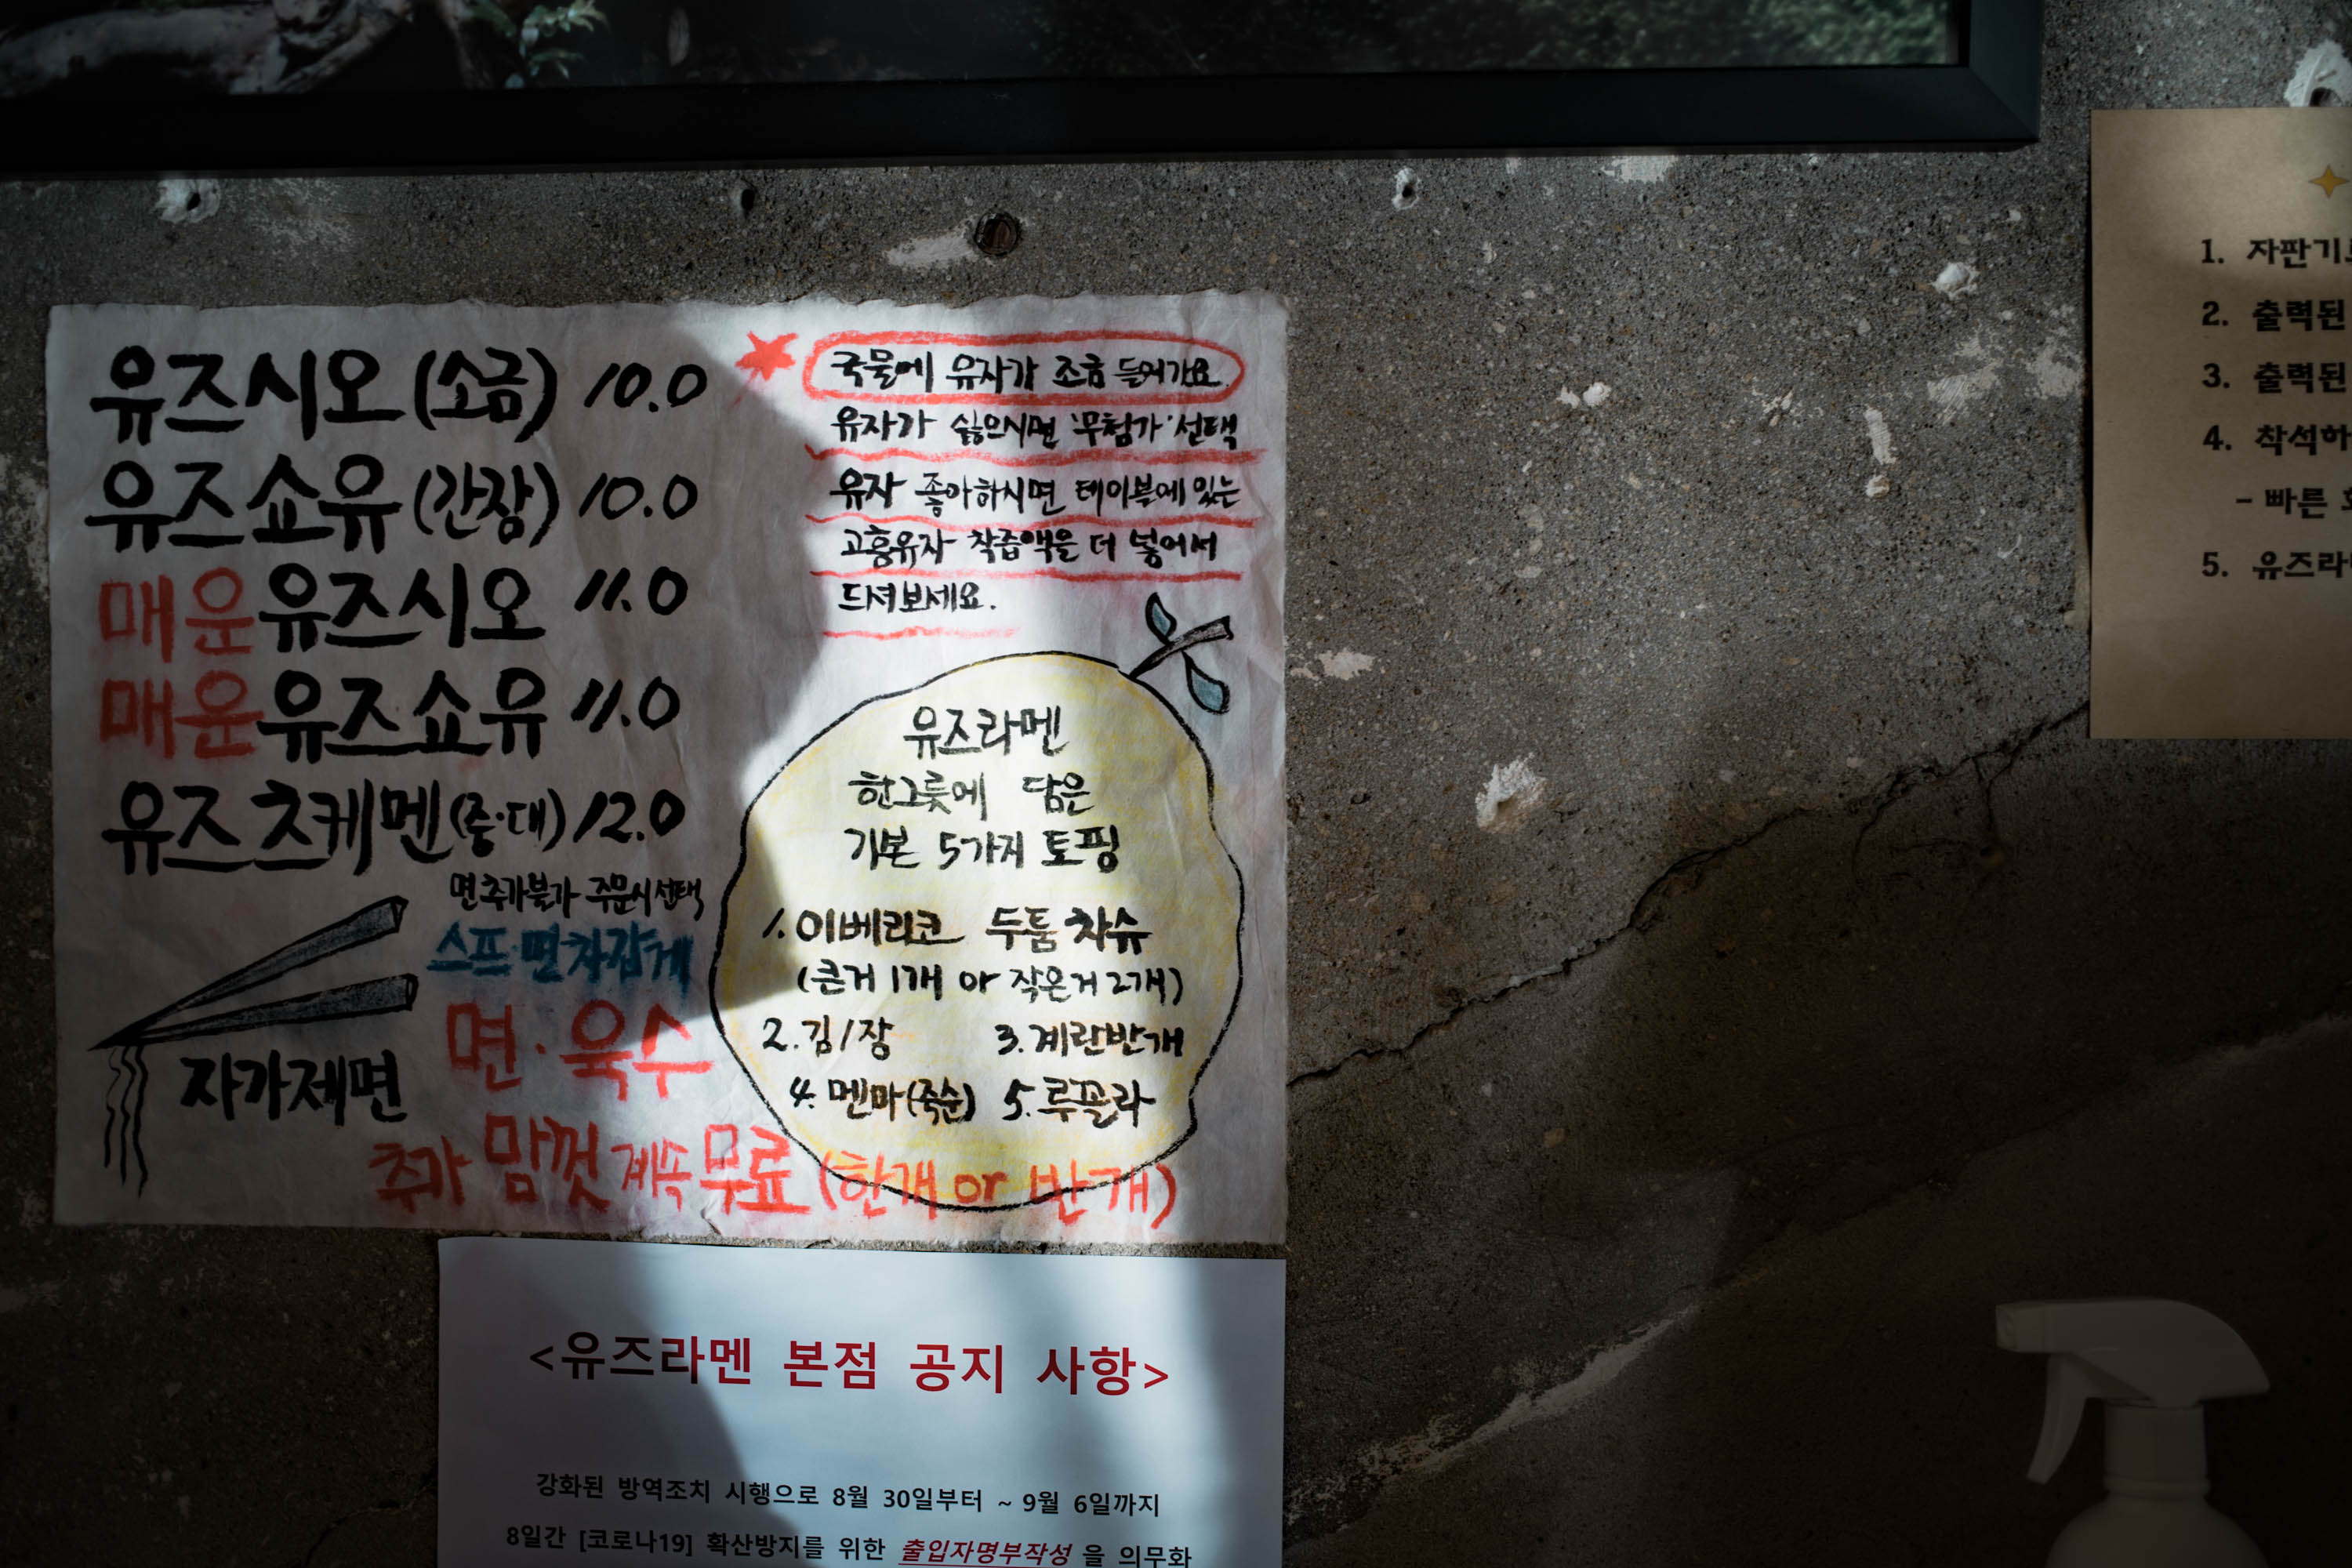 유즈시오(소금) 10.0
유즈쇼유(간장) 10.0
매운유즈시오 11.0
매운유즈쇼유 11.0
유즈츠케멘(중·대) 12.0
면추가불가 주문시선택
스프·면 차갑게
자가제면
면·육수
추가 맘껏 계속 무료 (한개 or 반개)
국물에 유자가 조금 들어가요.
유자가 싫으시면 '무첨가' 선택
유자 좋아하시면 테이블에 있는
고흥유자 착즙액을 더 넣어서
드셔보세요.
유즈라멘
한그릇에 담은
기본 5가지 토핑
1. 이베리코 두툼 차슈
(큰거 1개 or 작은거 2개)
2. 김/장 3. 계란반개
4. 멘마(죽순) 5. 루꼴라
<유즈라멘 본점 공지 사항>
강화된 방역조치 시행으로 8월 30일부터 ~ 9월 6일까지
8일간 [코로나19] 확산방지를 위한 출입자명부작성 을 의무화
1. 자판기
2. 출력된
3. 출력된
4. 착석하
- 빠른
5. 유즈라